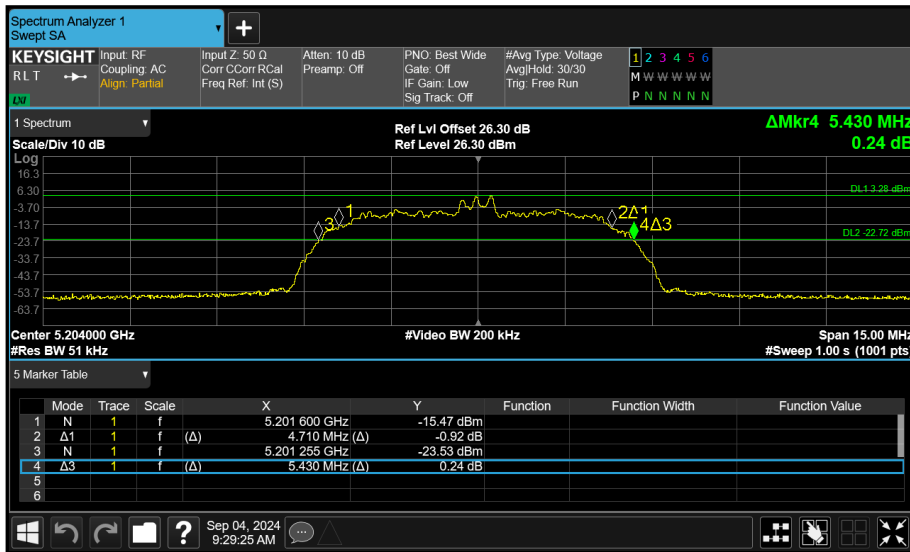 Spectrum Analyzer 1
Swept SA
KEYSIGHT
RLT
LXI
Input: RF
Coupling: AC
Align: Partial
Input Z: 50 Ω
Corr CCorr RCal
Freq Ref: Int (S)
Atten: 10 dB
Preamp: Off
PNO: Best Wide
Gate: Off
IF Gain: Low
Sig Track: Off
#Avg Type: Voltage
Avg|Hold: 30/30
Trig: Free Run
1 2 3 4 5 6
M W W W W W
P N N N N N
1 Spectrum
Scale/Div 10 dB
Ref Lvl Offset 26.30 dB
Ref Level 26.30 dBm
ΔMkr4 5.430 MHz
0.24 dB
Log
16.3
6.30
-3.70
-13.7
-23.7
-33.7
-43.7
-53.7
-63.7
DL1 3.28 dBm
DL2 -22.72 dBm
3
1
2Δ1
4Δ3
Center 5.204000 GHz
#Video BW 200 kHz
Span 15.00 MHz
#Res BW 51 kHz
#Sweep 1.00 s (1001 pts)
5 Marker Table
Mode Trace Scale X Y Function Function Width Function Value
1 N 1 f 5.201 600 GHz -15.47 dBm
2 Δ1 1 f (Δ) 4.710 MHz (Δ) -0.92 dB
3 N 1 f 5.201 255 GHz -23.53 dBm
4 Δ3 1 f (Δ) 5.430 MHz (Δ) 0.24 dB
5
6
?
Sep 04, 2024
9:29:25 AM